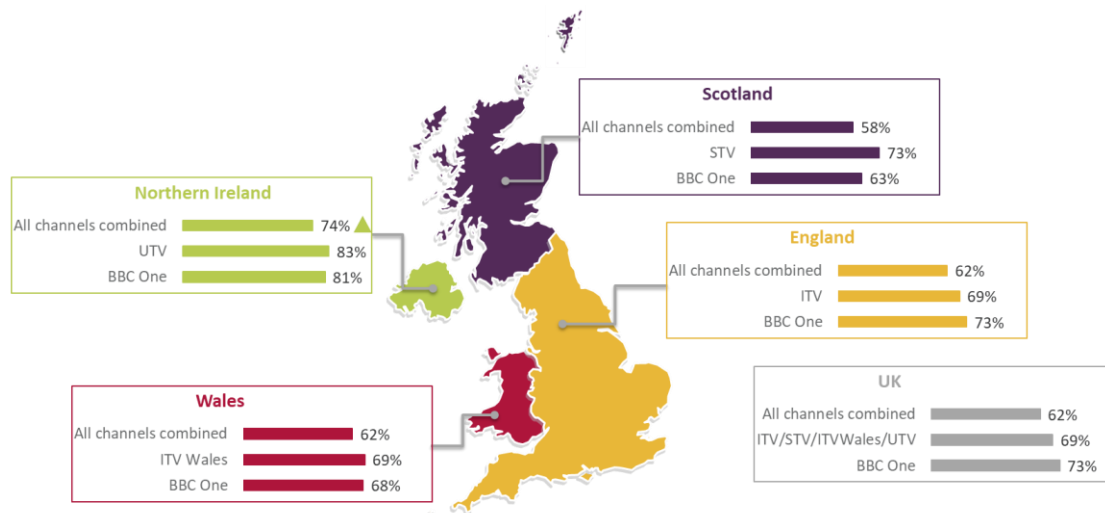 Scotland
All channels combined 58%
STV 73%
BBC One 63%
Northern Ireland
All channels combined 74%
UTV 83%
BBC One 81%
England
All channels combined 62%
ITV 69%
BBC One 73%
Wales
All channels combined 62%
ITV Wales 69%
BBC One 68%
UK
All channels combined 62%
ITV/STV/ITVWales/UTV 69%
BBC One 73%